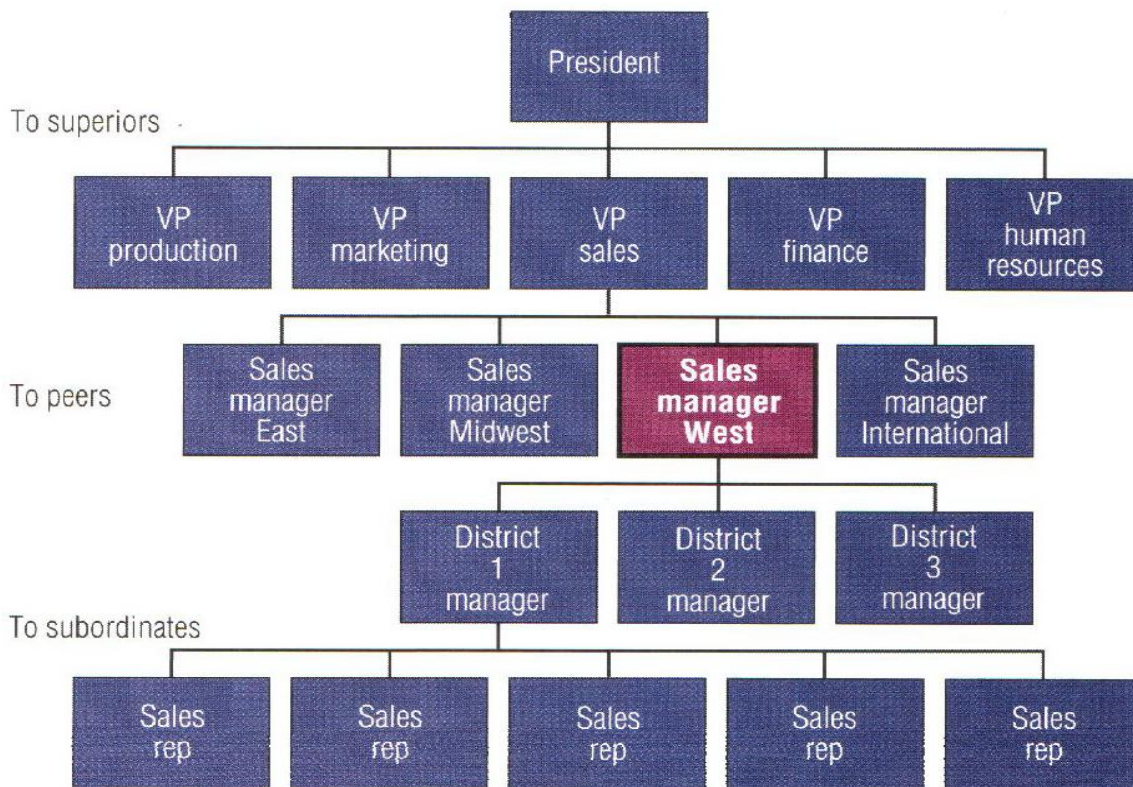 President
To superiors
VP
production
VP
marketing
VP
sales
VP
finance
VP
human
resources
To peers
Sales
manager
East
Sales
manager
Midwest
Sales
manager
West
Sales
manager
International
District
1
manager
District
2
manager
District
3
manager
To subordinates
Sales
rep
Sales
rep
Sales
rep
Sales
rep
Sales
rep